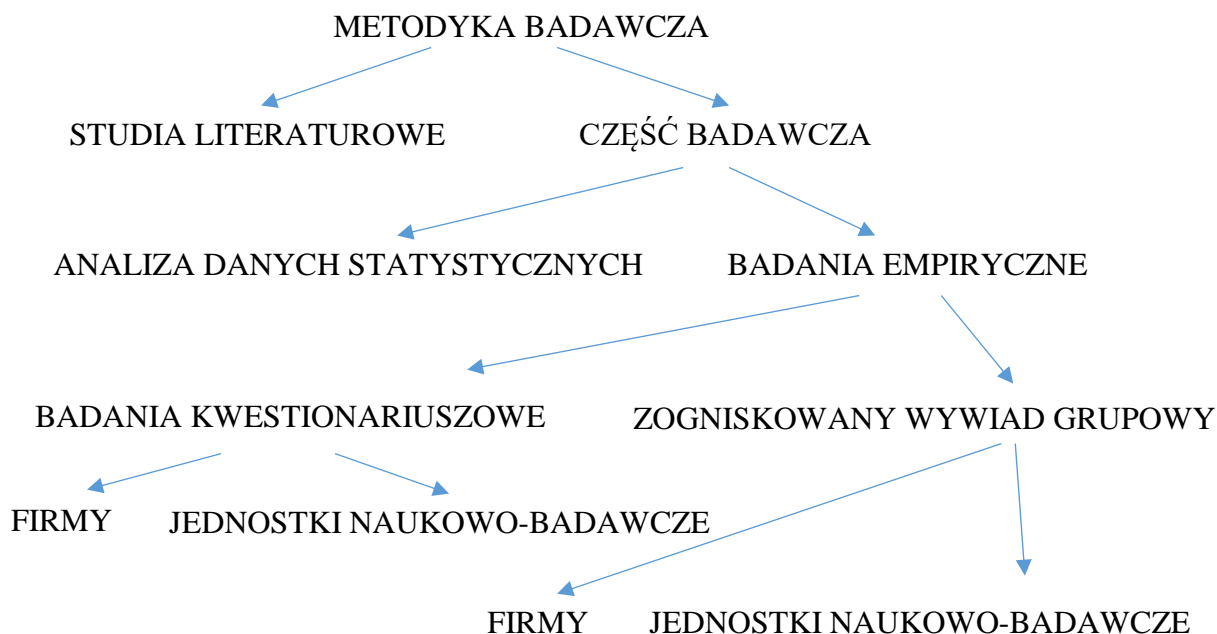 METODYKA BADAWCZA
STUDIA LITERATUROWE CZĘŚĆ BADAWCZA
ANALIZA DANYCH STATYSTYCZNYCH BADANIA EMPIRYCZNE
BADANIA KWESTIONARIUSZOWE ZOGNISKOWANY WYWIAD GRUPOWY
FIRMY JEDNOSTKI NAUKOWO-BADAWCZE
FIRMY JEDNOSTKI NAUKOWO-BADAWCZE